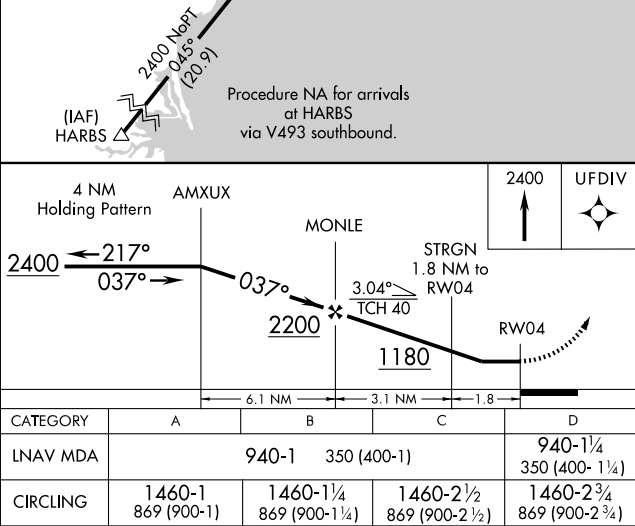 2400 NoPT
045°
(20.9)
(IAF)
HARBS
Procedure NA for arrivals
at HARBS
via V493 southbound.
4 NM
Holding Pattern
AMXUX
MONLE
STRGN
1.8 NM to
RW04
2400
UFDIV
2400
217°
037°
037°
2200
3.04°
TCH 40
1180
RW04
6.1 NM
3.1 NM
1.8
CATEGORY A B C D
LNAV MDA 940-1 350 (400-1) 940-1¼
350 (400-1¼)
CIRCLING 1460-1 1460-1¼ 1460-2½ 1460-2¾
869 (900-1) 869 (900-1¼) 869 (900-2½) 869 (900-2¾)